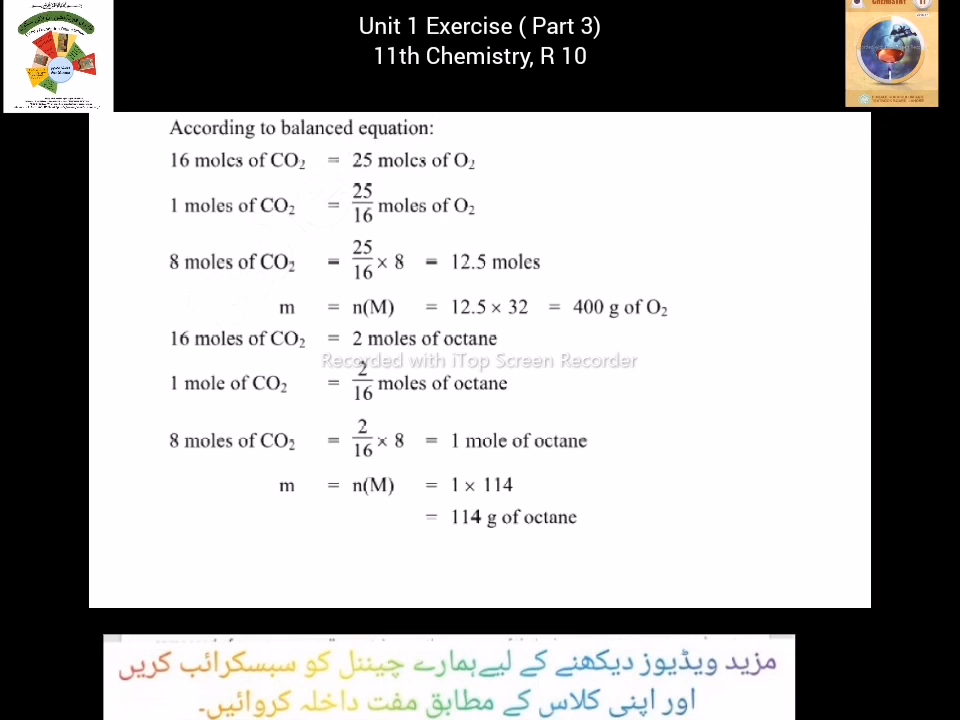 Unit 1 Exercise ( Part 3)
11th Chemistry, R 10
CHEMISTRY 11
According to balanced equation:
16 moles of CO₂ = 25 moles of O₂
1 moles of CO₂ = 25/16 moles of O₂
8 moles of CO₂ = 25/16 × 8 = 12.5 moles
m = n(M) = 12.5 × 32 = 400 g of O₂
16 moles of CO₂ = 2 moles of octane
Recorded with iTop Screen Recorder
1 mole of CO₂ = 2/16 moles of octane
8 moles of CO₂ = 2/16 × 8 = 1 mole of octane
m = n(M) = 1 × 114
= 114 g of octane
مزید ویڈیوز دیکھنے کے لیے ہمارے چیننل کو سبسکرائب کریں
اور اپنی کلاس کے مطابق مفت داخلہ کروائیں۔